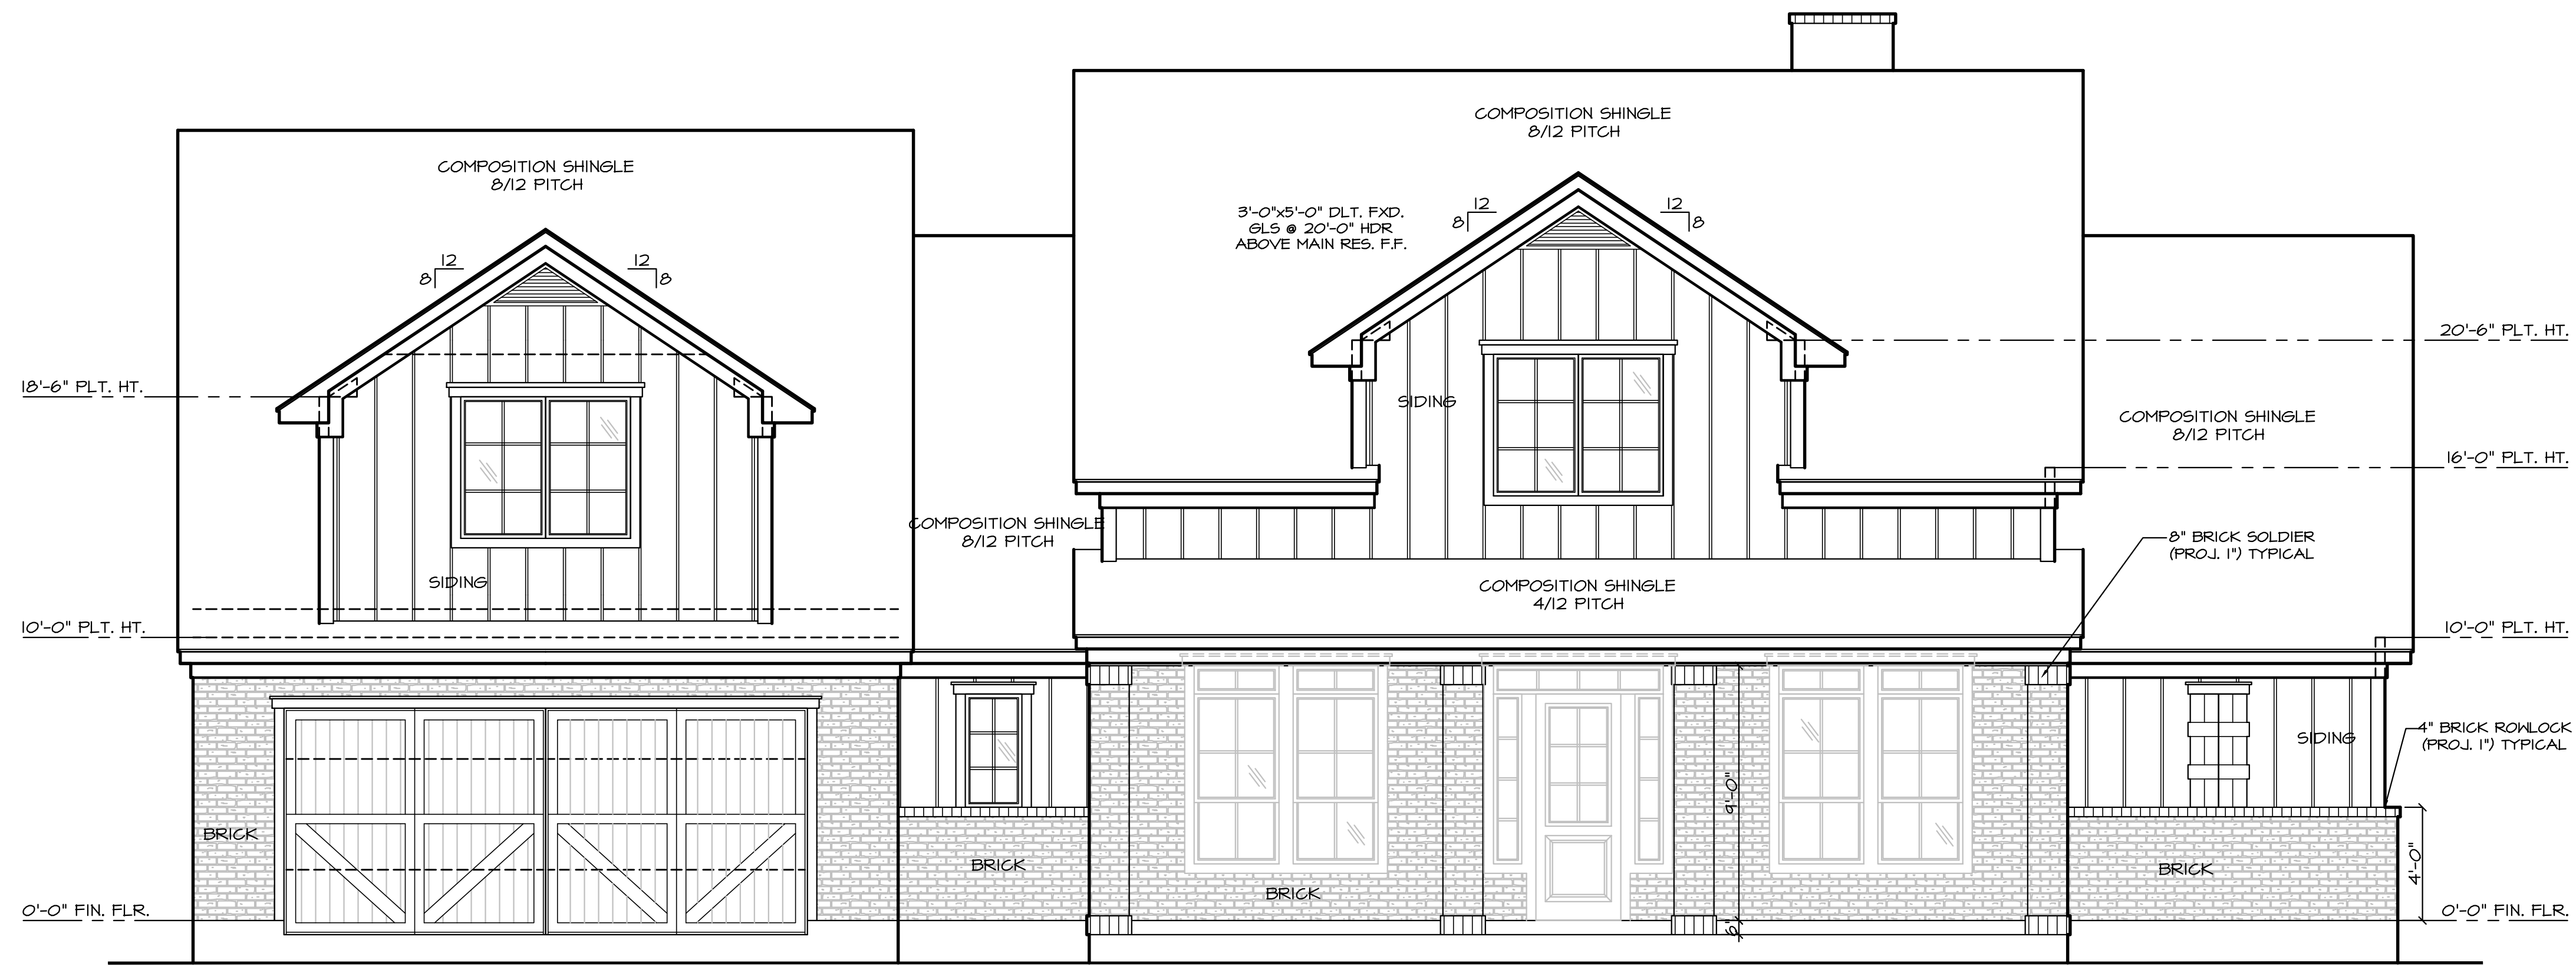 COMPOSITION SHINGLE
8/12 PITCH
COMPOSITION SHINGLE
8/12 PITCH
3'-0"x5'-0" DLT. FXD.
GLS @ 20'-0" HDR
ABOVE MAIN RES. F.F.
12
8
12
8
12
8
12
8
20'-6" PLT. HT.
18'-6" PLT. HT.
SIDING
COMPOSITION SHINGLE
8/12 PITCH
16'-0" PLT. HT.
COMPOSITION SHINGLE
8/12 PITCH
8" BRICK SOLDIER
(PROJ. 1") TYPICAL
SIDING
COMPOSITION SHINGLE
4/12 PITCH
10'-0" PLT. HT.
10'-0" PLT. HT.
4" BRICK ROWLOCK
(PROJ. 1") TYPICAL
SIDING
9'-0"
BRICK
BRICK
BRICK
BRICK
4'-0"
0'-0" FIN. FLR.
0'-0" FIN. FLR.
6"